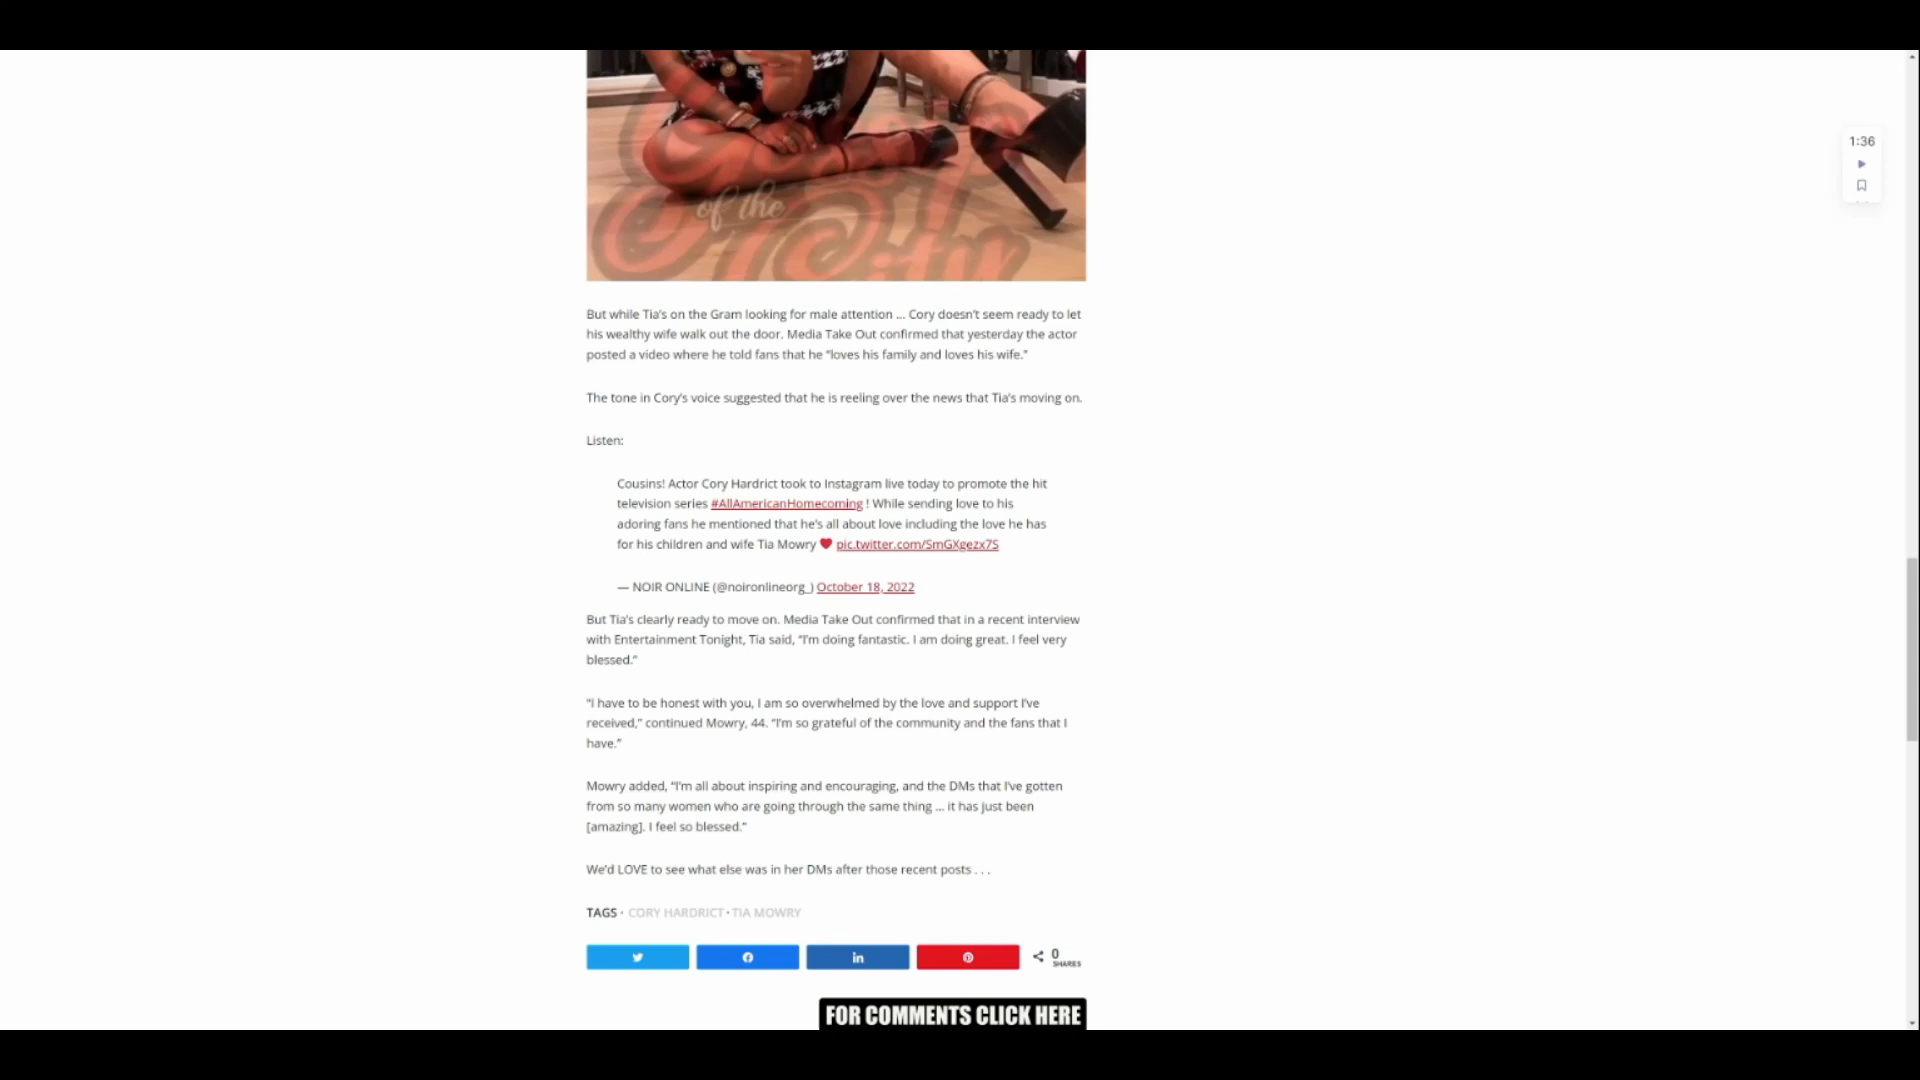 of the
City
1:36
But while Tia's on the Gram looking for male attention ... Cory doesn't seem ready to let
his wealthy wife walk out the door. Media Take Out confirmed that yesterday the actor
posted a video where he told fans that he "loves his family and loves his wife."
The tone in Cory's voice suggested that he is reeling over the news that Tia's moving on.
Listen:
Cousins! Actor Cory Hardrict took to Instagram live today to promote the hit
television series #AllAmericanHomecoming ! While sending love to his
adoring fans he mentioned that he's all about love including the love he has
for his children and wife Tia Mowry ❤ pic.twitter.com/SmGXgezx7S
— NOIR ONLINE (@noironlineorg_) October 18, 2022
But Tia's clearly ready to move on. Media Take Out confirmed that in a recent interview
with Entertainment Tonight, Tia said, "I'm doing fantastic. I am doing great. I feel very
blessed."
"I have to be honest with you, I am so overwhelmed by the love and support I've
received," continued Mowry, 44. "I'm so grateful of the community and the fans that I
have."
Mowry added, "I'm all about inspiring and encouraging, and the DMs that I've gotten
from so many women who are going through the same thing ... it has just been
[amazing]. I feel so blessed."
We'd LOVE to see what else was in her DMs after those recent posts . . .
TAGS · CORY HARDRICT · TIA MOWRY
0
SHARES
FOR COMMENTS CLICK HERE